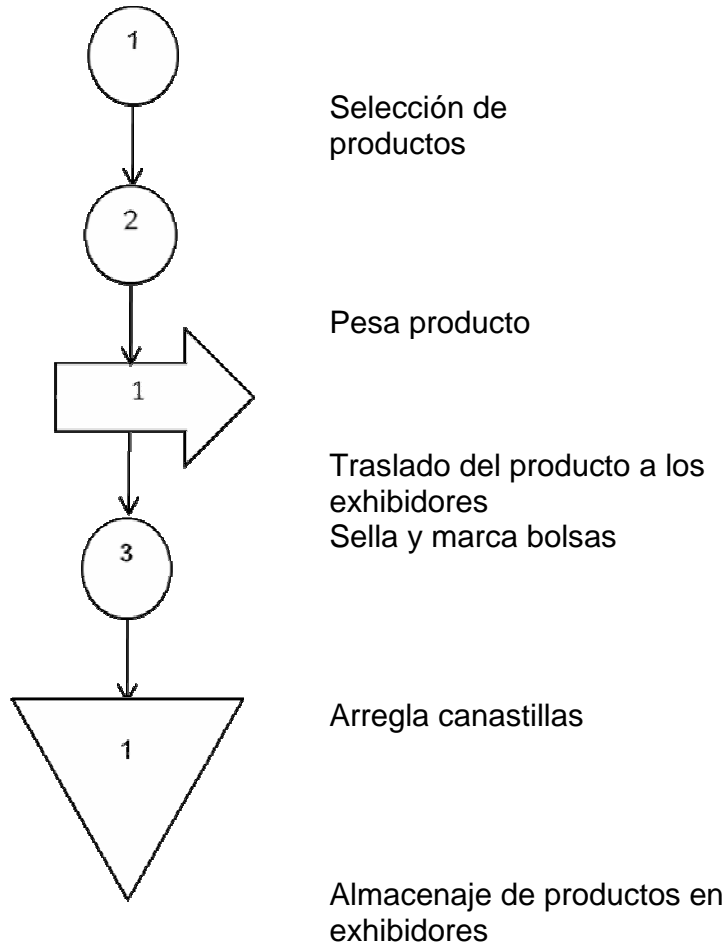 1
Selección de
productos
2
Pesa producto
1
Traslado del producto a los
exhibidores
Sella y marca bolsas
3
Arregla canastillas
1
Almacenaje de productos en
exhibidores